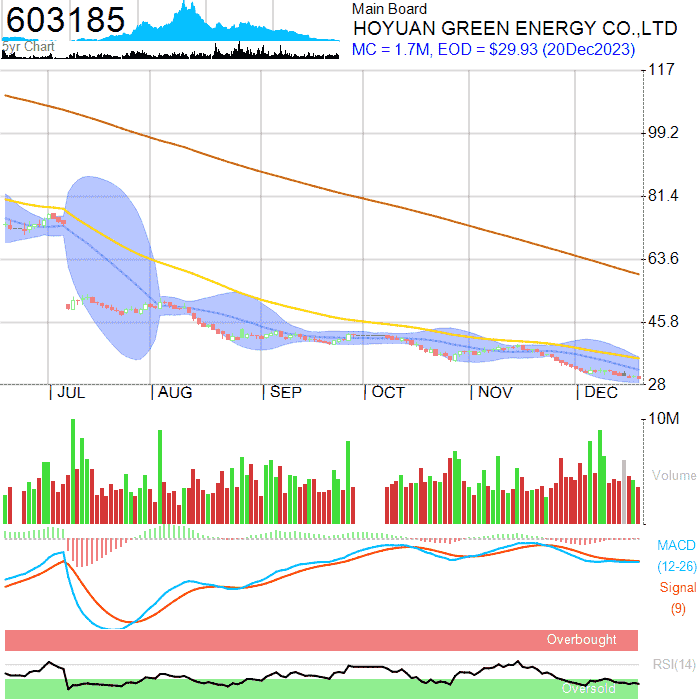 603185
5yr Chart
Main Board
HOYUAN GREEN ENERGY CO.,LTD
MC = 1.7M, EOD = $29.93 (20Dec2023)
117
99.2
81.4
63.6
45.8
28
| JUL | AUG | SEP | OCT | NOV | DEC
10M
Volume
MACD
(12-26)
Signal
(9)
Overbought
RSI(14)
Oversold